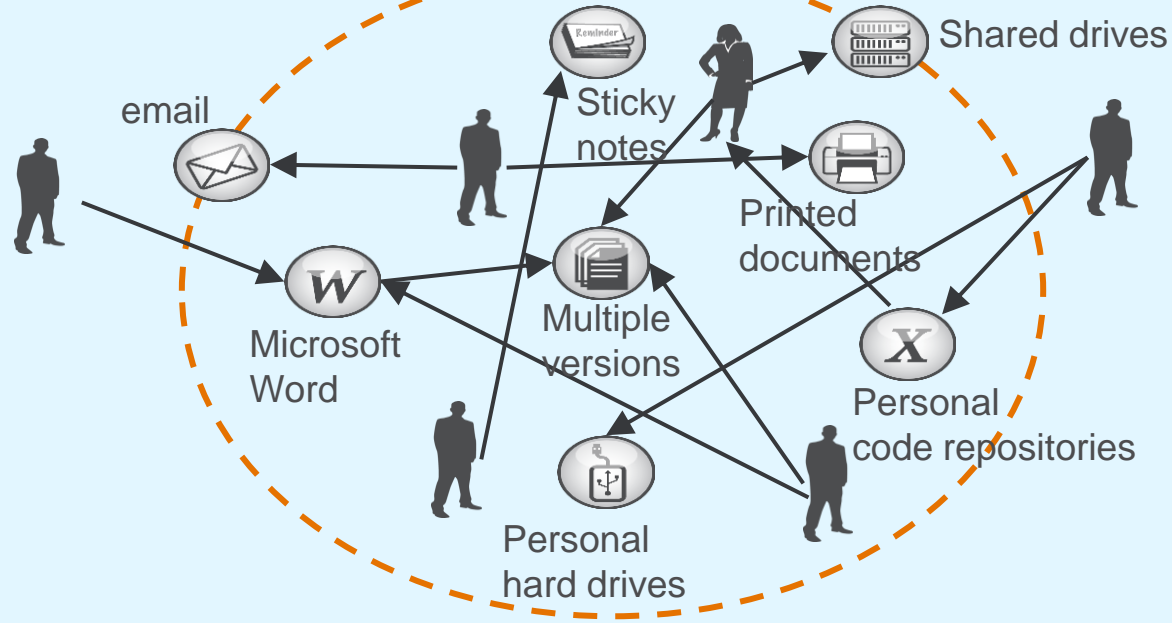 Reminder
Shared drives
Sticky
notes
email
Printed
documents
W
Microsoft
Word
Multiple
versions
X
Personal
code repositories
Personal
hard drives